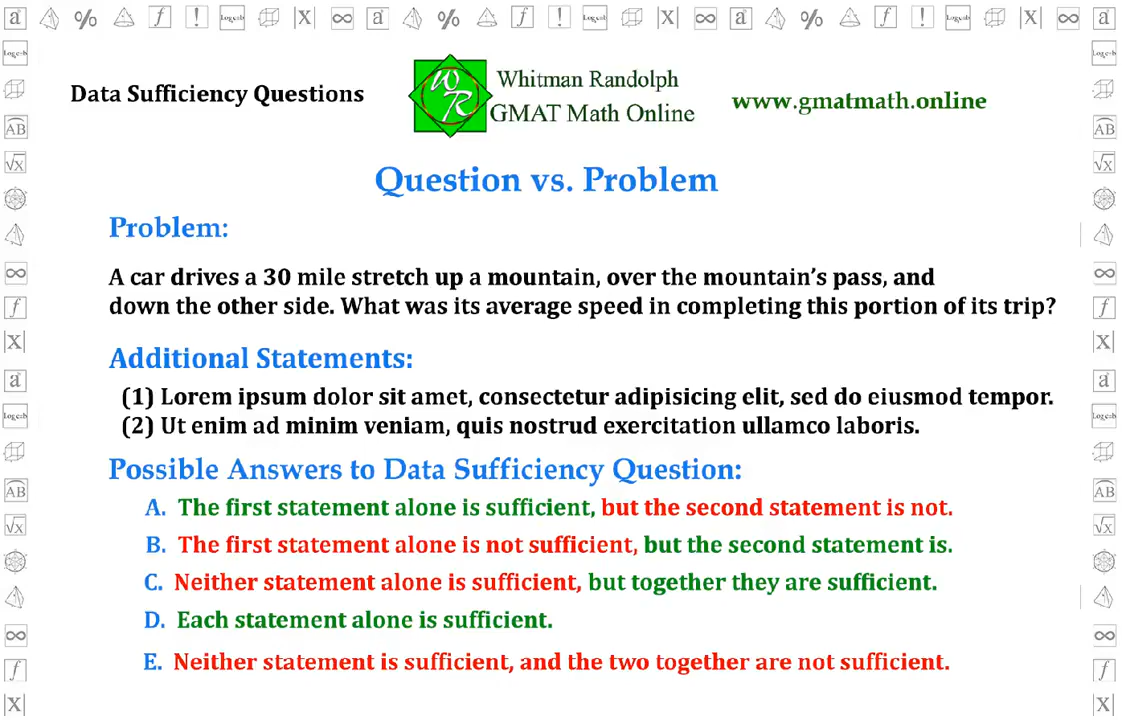 Data Sufficiency Questions
WR
Whitman Randolph
GMAT Math Online
www.gmatmath.online
Question vs. Problem
Problem:
A car drives a 30 mile stretch up a mountain, over the mountain’s pass, and
down the other side. What was its average speed in completing this portion of its trip?
Additional Statements:
(1) Lorem ipsum dolor sit amet, consectetur adipisicing elit, sed do eiusmod tempor.
(2) Ut enim ad minim veniam, quis nostrud exercitation ullamco laboris.
Possible Answers to Data Sufficiency Question:
A. The first statement alone is sufficient, but the second statement is not.
B. The first statement alone is not sufficient, but the second statement is.
C. Neither statement alone is sufficient, but together they are sufficient.
D. Each statement alone is sufficient.
E. Neither statement is sufficient, and the two together are not sufficient.